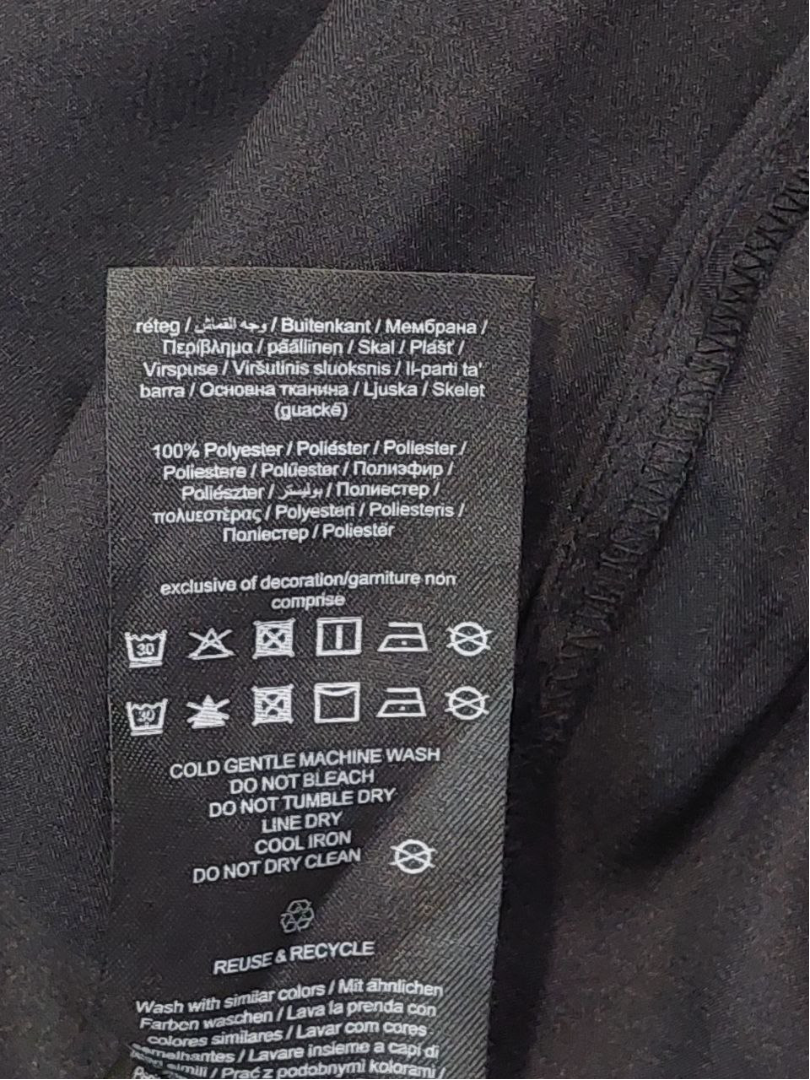 réteg / وجه القماش / Buitenkant / Мембрана /
Περίβλημα / päällinen / Skal / Plášť /
Virspuse / Viršutinis sluoksnis / Il-parti ta'
barra / Основна тканина / Ljuska / Skelet
(guackë)
100% Polyester / Poliéster / Poliester /
Poliestere / Polüester / Полиэфир /
Poliészter / بوليستر / Полиестер /
πολυεστέρας / Polyesteri / Poliesteris /
Поліестер / Poliestër
exclusive of decoration/garniture non
comprise
30
30
COLD GENTLE MACHINE WASH
DO NOT BLEACH
DO NOT TUMBLE DRY
LINE DRY
COOL IRON
DO NOT DRY CLEAN
REUSE & RECYCLE
Wash with similar colors / Mit ähnlichen
Farben waschen / Lava la prenda con
colores similares / Lavar com cores
semelhantes / Lavare insieme a capi di
simili / Prać z podobnymi kolorami /